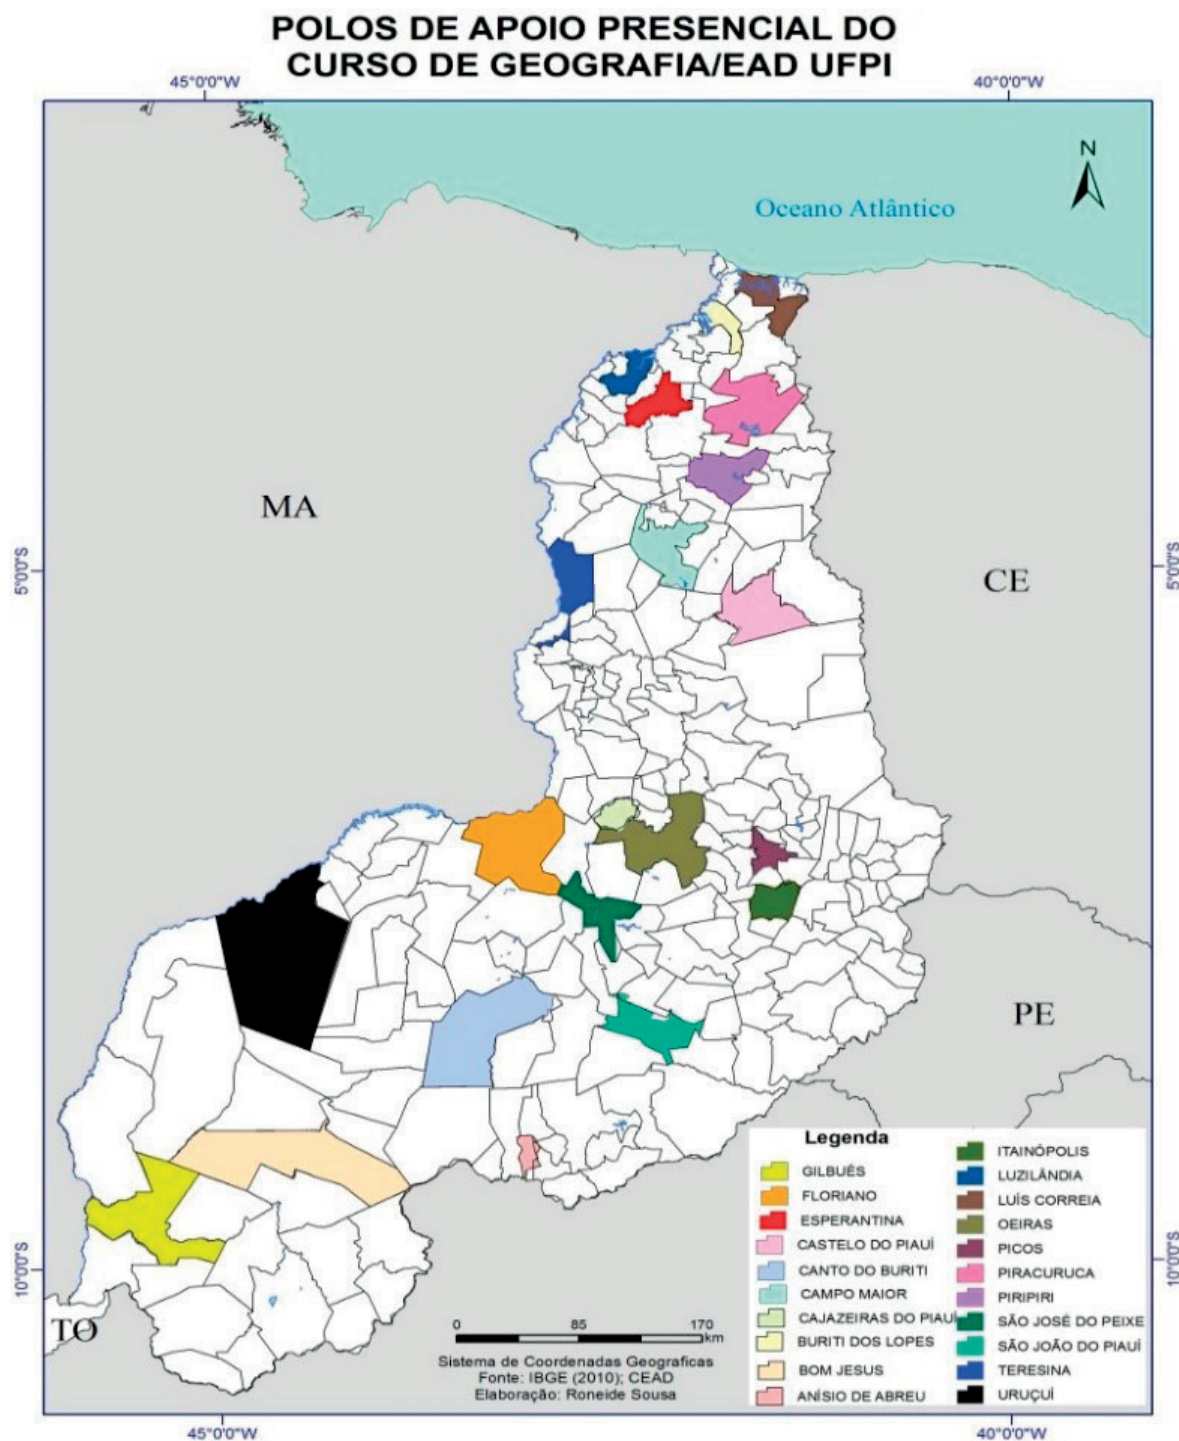 POLOS DE APOIO PRESENCIAL DO
CURSO DE GEOGRAFIA/EAD UFPI
45°0'0"W
40°0'0"W
N
Oceano Atlântico
MA
CE
5°0'0"S
5°0'0"S
PE
TO
10°0'0"S
10°0'0"S
Legenda
GILBUÉS
FLORIANO
ESPERANTINA
CASTELO DO PIAUÍ
CANTO DO BURITI
CAMPO MAIOR
CAJAZEIRAS DO PIAUÍ
BURITI DOS LOPES
BOM JESUS
ANÍSIO DE ABREU
ITAINÓPOLIS
LUZILÂNDIA
LUÍS CORREIA
OEIRAS
PICOS
PIRACURUCA
PIRIPIRI
SÃO JOSÉ DO PEIXE
SÃO JOÃO DO PIAUÍ
TERESINA
URUÇUÍ
0 85 170
km
Sistema de Coordenadas Geograficas
Fonte: IBGE (2010); CEAD
Elaboração: Roneide Sousa
45°0'0"W
40°0'0"W